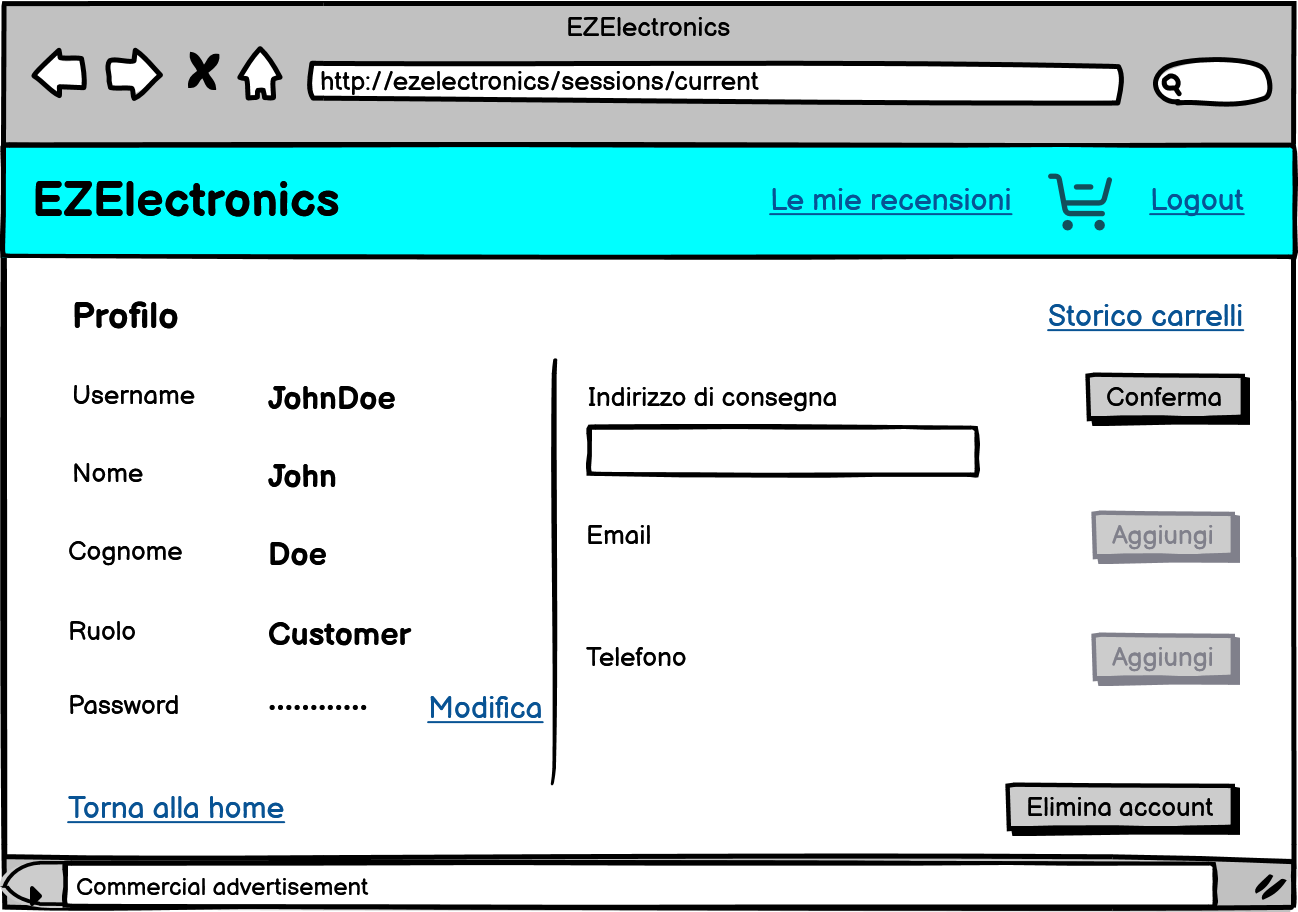 EZElectronics
http://ezelectronics/sessions/current
EZElectronics
Le mie recensioni
Logout
Profilo
Storico carrelli
Username
JohnDoe
Nome
John
Cognome
Doe
Ruolo
Customer
Password
............
Modifica
Indirizzo di consegna
Conferma
Email
Aggiungi
Telefono
Aggiungi
Torna alla home
Elimina account
Commercial advertisement